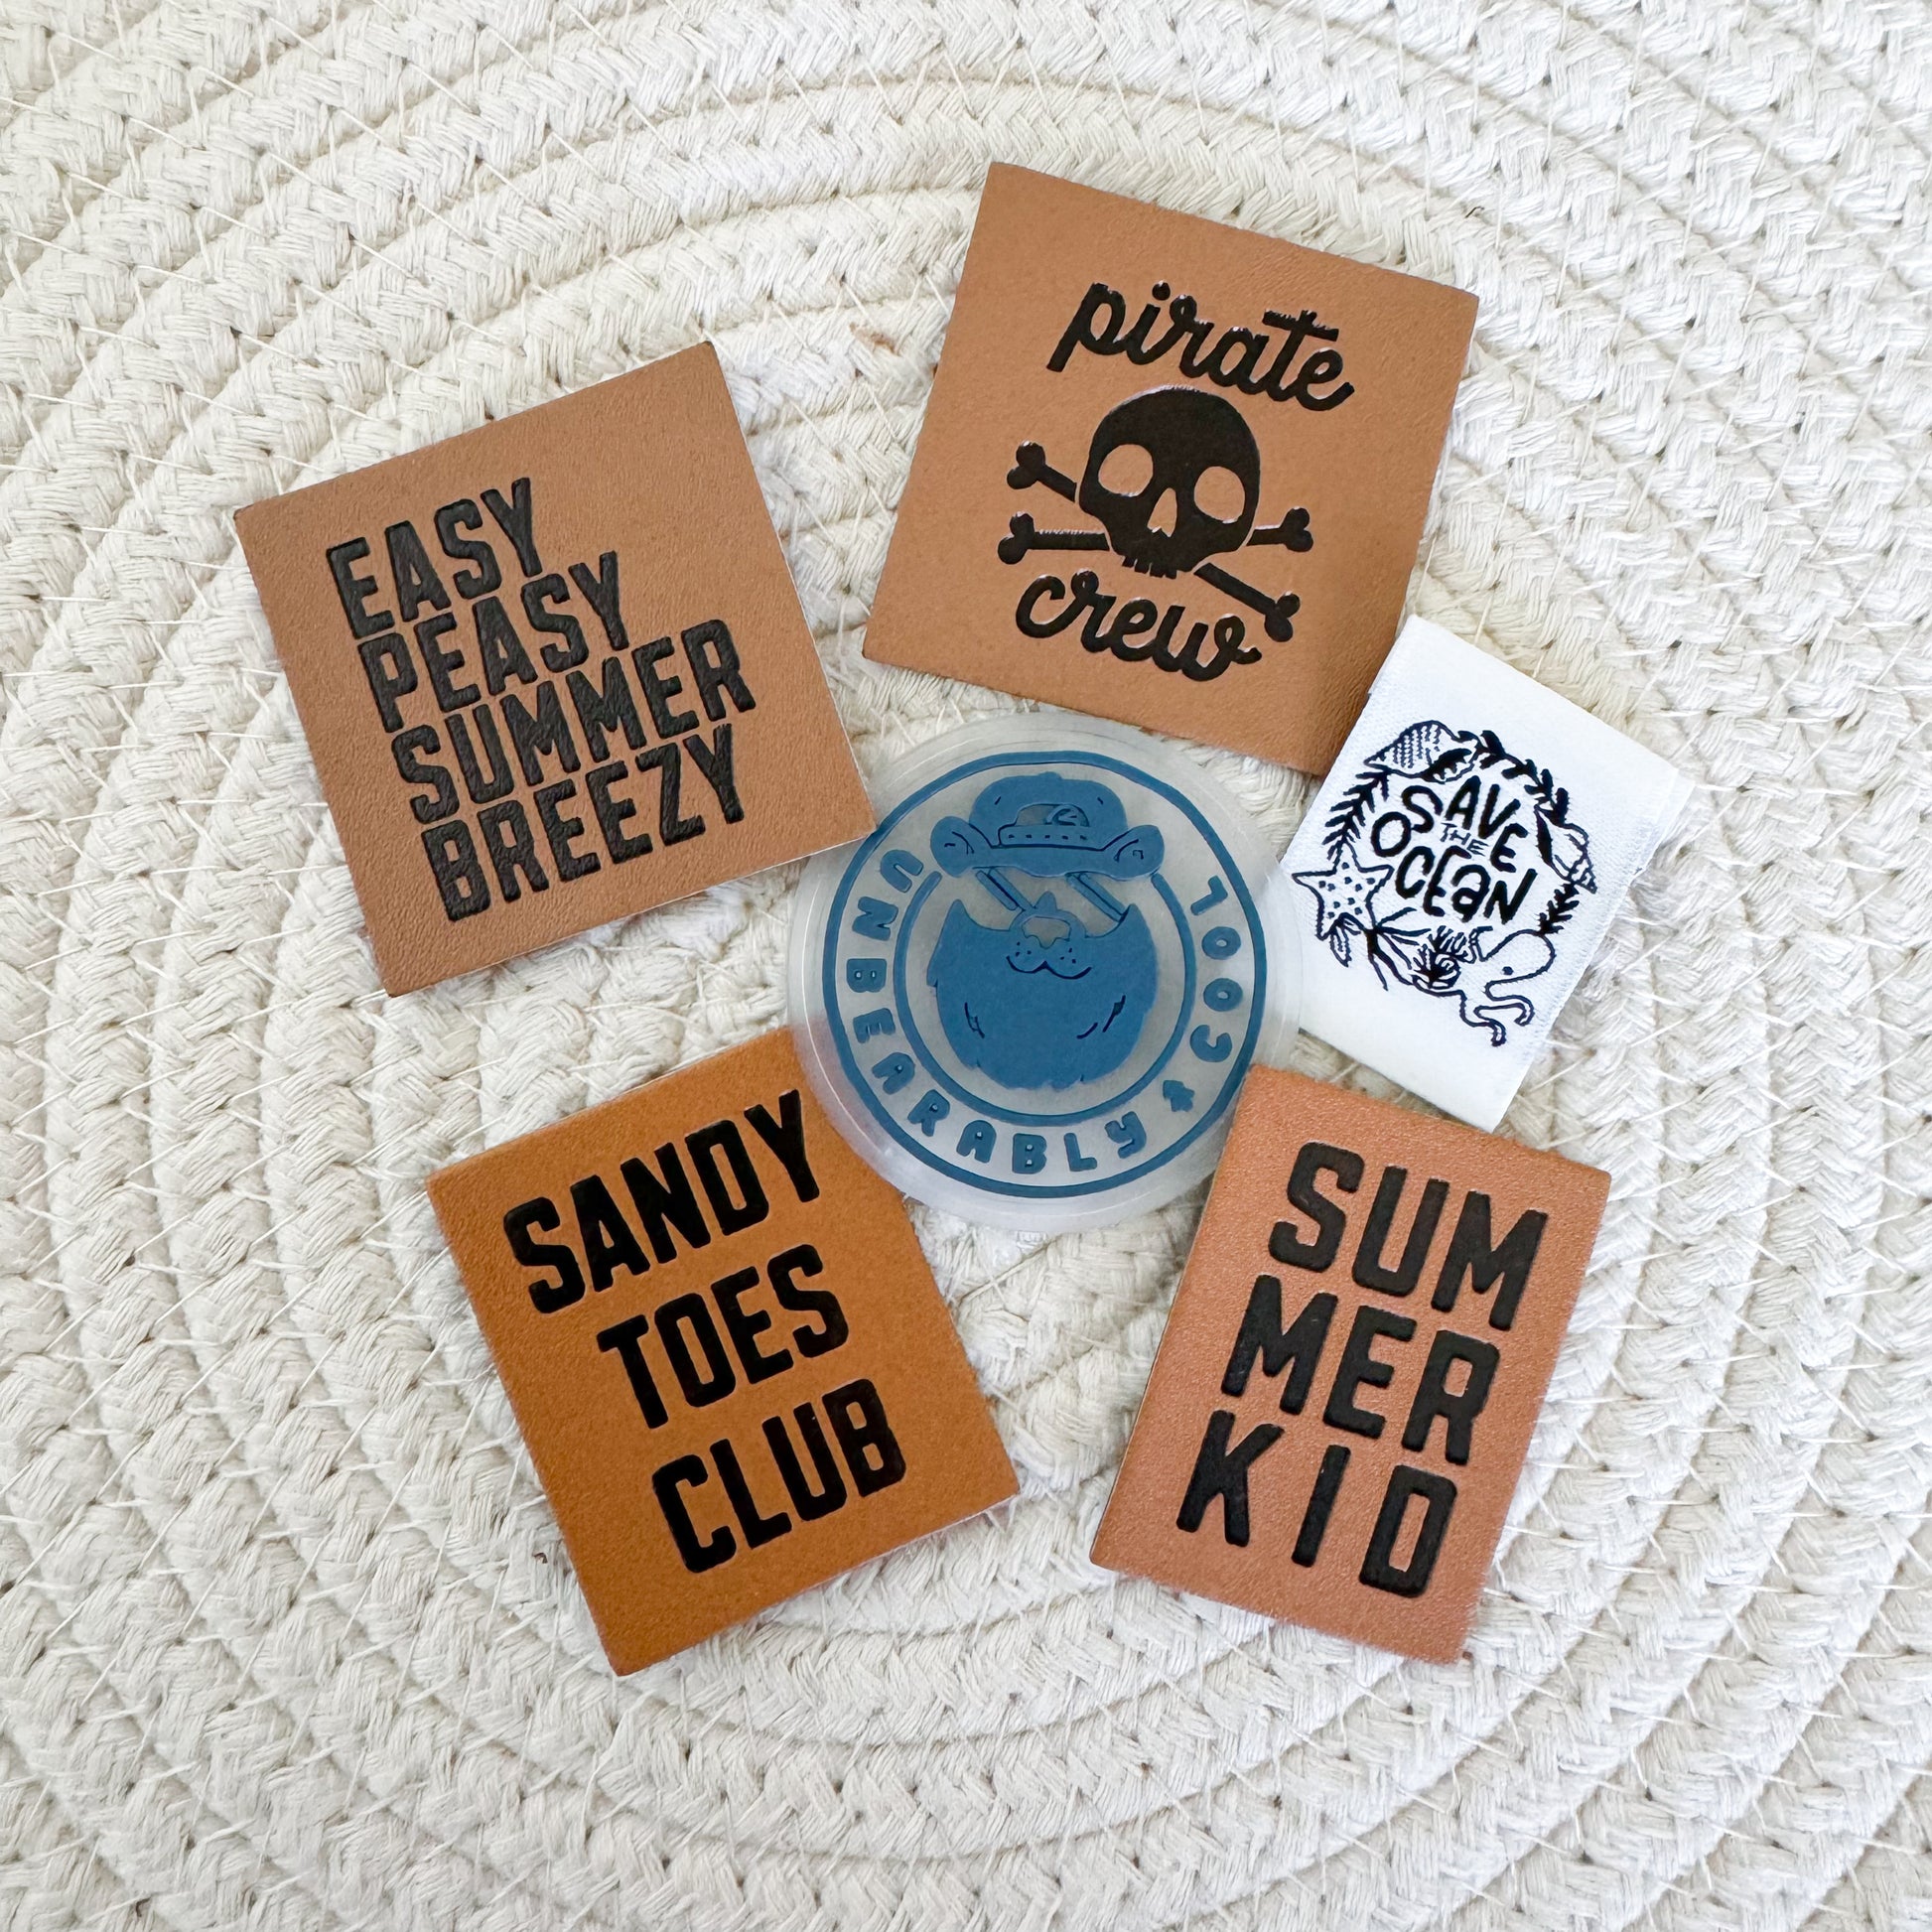 pirate
crew
EASY
PEASY
SUMMER
BREEZY
SAVE
THE
OCEAN
UNBEARABLY COOL
SANDY
TOES
CLUB
SUM
MER
KID